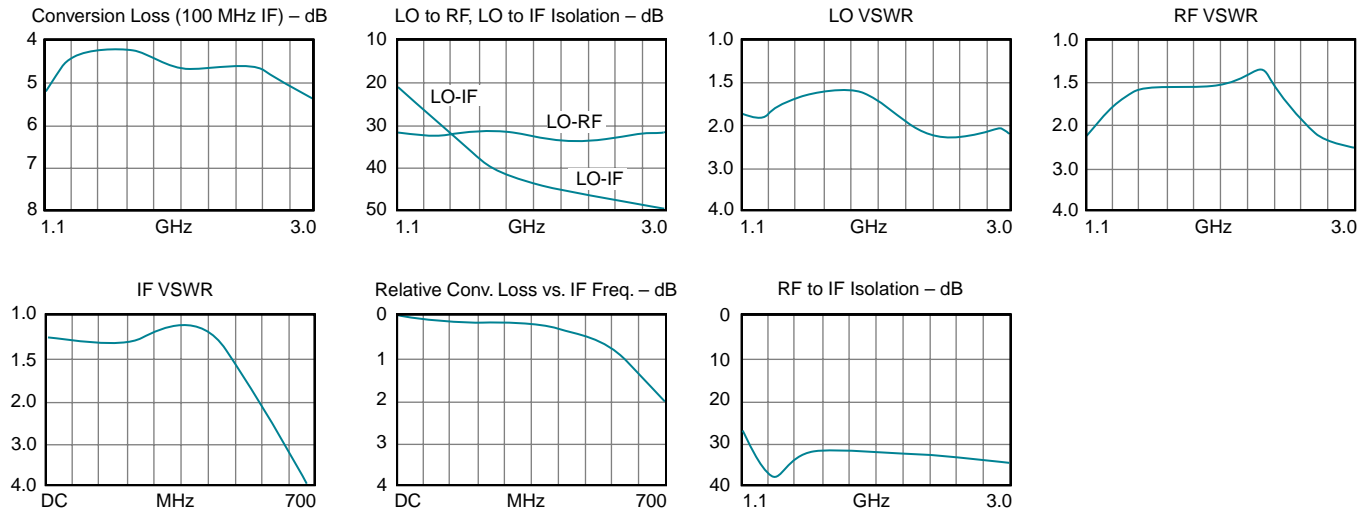 Conversion Loss (100 MHz IF) – dB
4
5
6
7
8
1.1 GHz 3.0
LO to RF, LO to IF Isolation – dB
10
20
30
40
50
LO-IF
LO-RF
LO-IF
1.1 GHz 3.0
LO VSWR
1.0
1.5
2.0
3.0
4.0
1.1 GHz 3.0
RF VSWR
1.0
1.5
2.0
3.0
4.0
1.1 GHz 3.0
IF VSWR
1.0
1.5
2.0
3.0
4.0
DC MHz 700
Relative Conv. Loss vs. IF Freq. – dB
0
1
2
3
4
DC MHz 700
RF to IF Isolation – dB
0
10
20
30
40
1.1 GHz 3.0